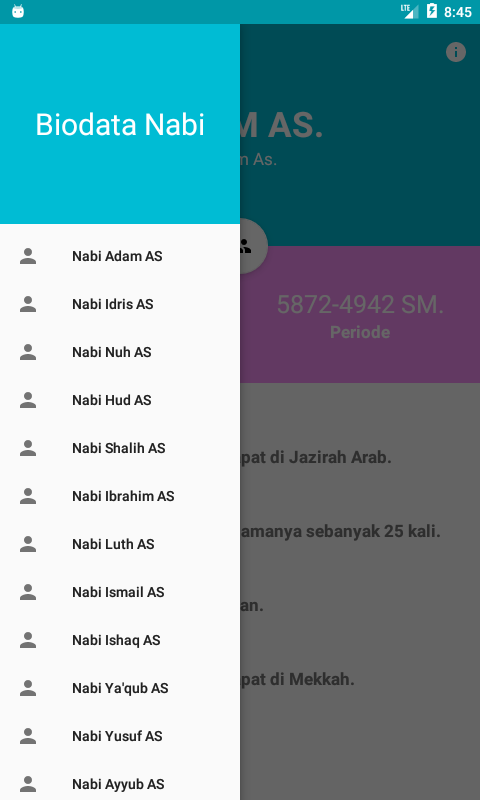 LTE 8:45
Biodata Nabi
M AS.
n As.
5872-4942 SM.
Periode
Nabi Adam AS
Nabi Idris AS
Nabi Nuh AS
Nabi Hud AS
Nabi Shalih AS
Nabi Ibrahim AS
Nabi Luth AS
Nabi Ismail AS
Nabi Ishaq AS
Nabi Ya'qub AS
Nabi Yusuf AS
Nabi Ayyub AS
pat di Jazirah Arab.
amanya sebanyak 25 kali.
an.
pat di Mekkah.